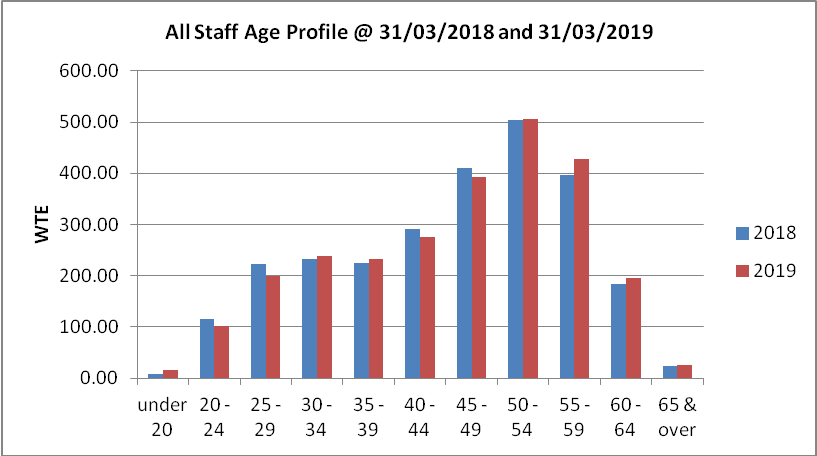 All Staff Age Profile @ 31/03/2018 and 31/03/2019
600.00
500.00
400.00
300.00
200.00
100.00
0.00
WTE
under 20
20 - 24
25 - 29
30 - 34
35 - 39
40 - 44
45 - 49
50 - 54
55 - 59
60 - 64
65 & over
2018
2019